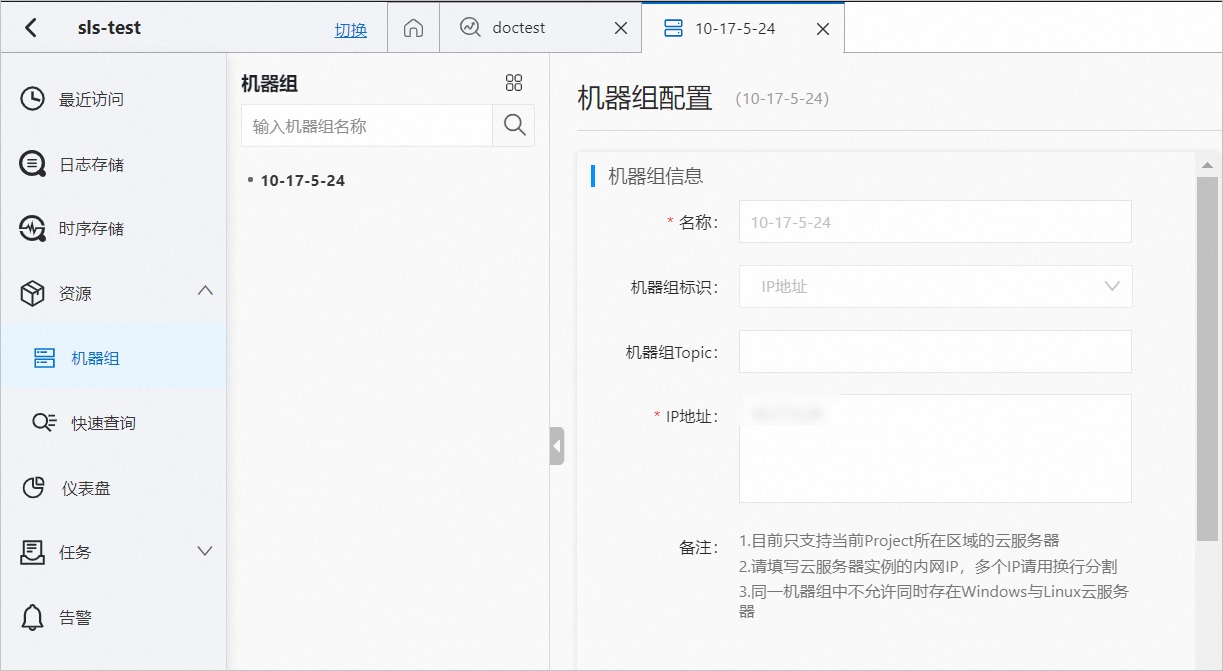 sls-test
切换
doctest
10-17-5-24
最近访问
日志存储
时序存储
资源
机器组
快速查询
仪表盘
任务
告警
机器组
输入机器组名称
10-17-5-24
机器组配置 (10-17-5-24)
机器组信息
* 名称: 10-17-5-24
机器组标识: IP地址
机器组Topic:
* IP地址:
备注: 1.目前只支持当前Project所在区域的云服务器
2.请填写云服务器实例的内网IP，多个IP请用换行分割
3.同一机器组中不允许同时存在Windows与Linux云服务
器